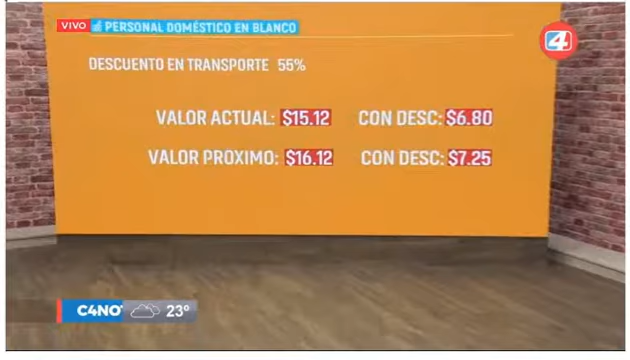 VIVO PERSONAL DOMÉSTICO EN BLANCO
4
DESCUENTO EN TRANSPORTE 55%
VALOR ACTUAL: $15.12 CON DESC: $6.80
VALOR PROXIMO: $16.12 CON DESC: $7.25
C4NO 23º